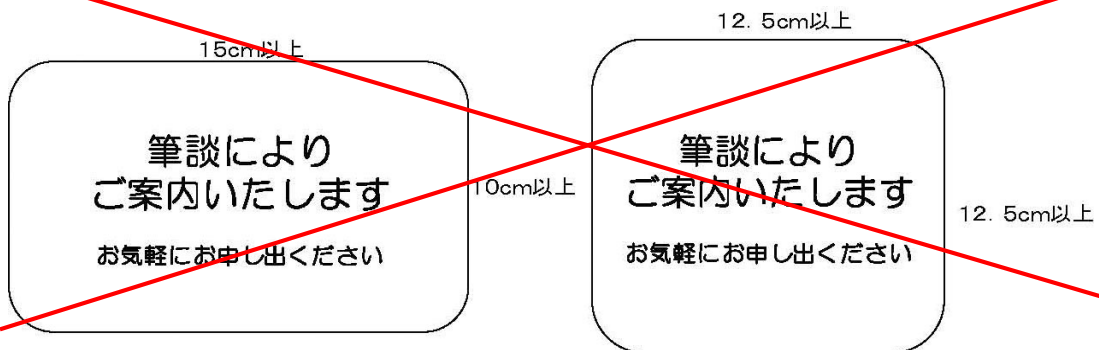 15cm以上
筆談により
ご案内いたします
お気軽にお申し出ください
10cm以上
12．5cm以上
筆談により
ご案内いたします
お気軽にお申し出ください
12．5cm以上